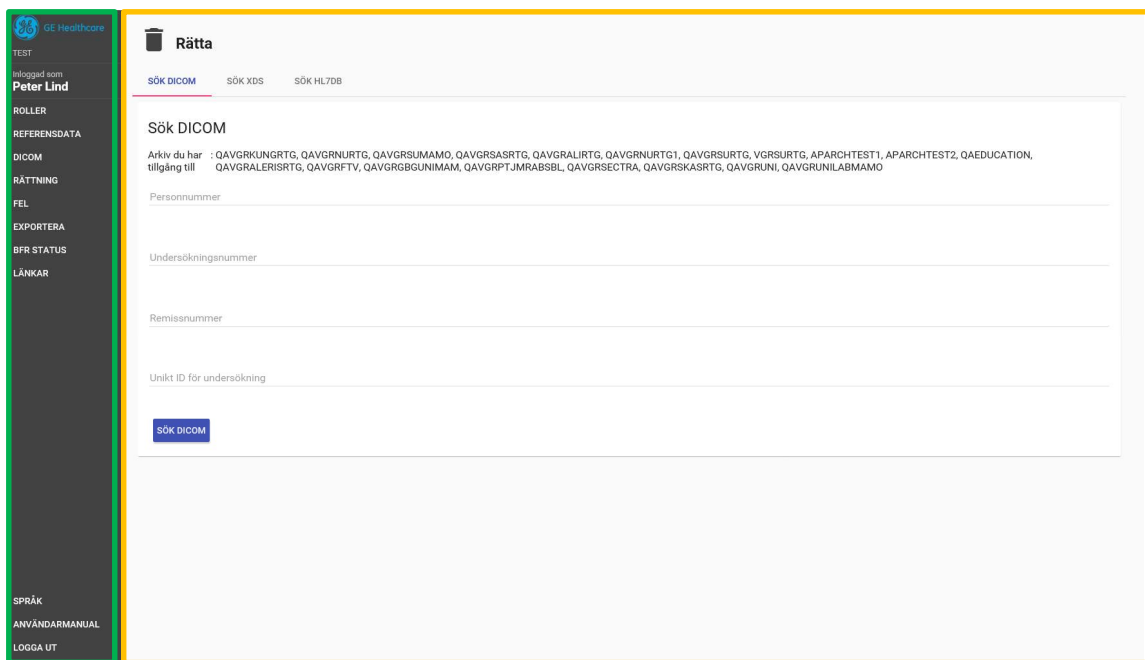 GE Healthcare
TEST
Inloggad som
Peter Lind
ROLLER
REFERENSDATA
DICOM
RÄTTNING
FEL
EXPORTERA
BFR STATUS
LÄNKAR
SPRÅK
ANVÄNDARMANUAL
LOGGA UT
Rätta
SÖK DICOM SÖK XDS SÖK HL7DB
Sök DICOM
Arkiv du har : QAVGRKUNGRTG, QAVGRNURTG, QAVGRSUMAMO, QAVGRSASRTG, QAVGRALIRTG, QAVGRNURTG1, QAVGRSURTG, VGRSURTG, APARCHTEST1, APARCHTEST2, QAEDUCATION,
tillgång till QAVGRALERISRTG, QAVGRFTV, QAVGRGBGUNIMAM, QAVGRPTJMRABSBL, QAVGRSECTRA, QAVGRSKASRTG, QAVGRUNI, QAVGRUNILABMAMO
Personnummer
Undersökningsnummer
Remissnummer
Unikt ID för undersökning
SÖK DICOM